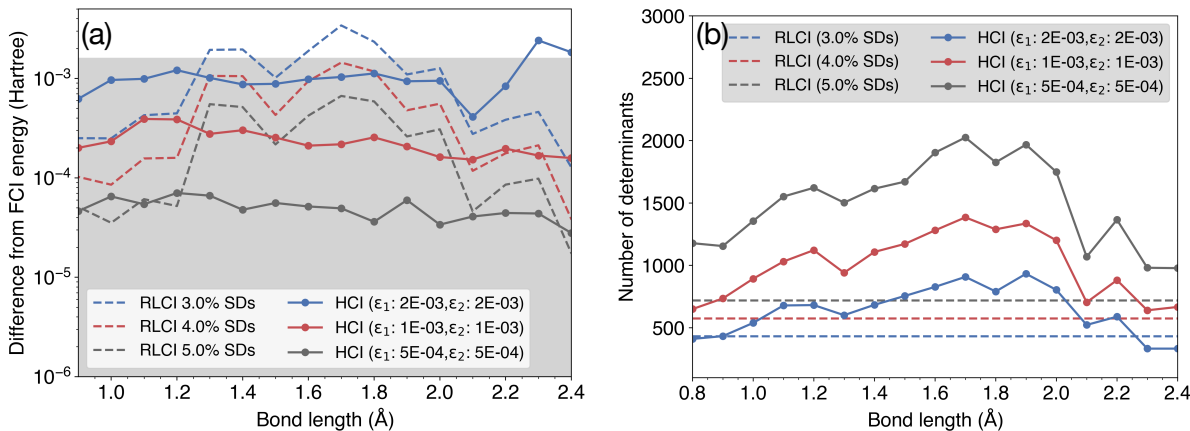 (a)
Difference from FCI energy (Hartree)
10⁻³
10⁻⁴
10⁻⁵
10⁻⁶
RLCI 3.0% SDs
RLCI 4.0% SDs
RLCI 5.0% SDs
HCI (ε₁: 2E-03,ε₂: 2E-03)
HCI (ε₁: 1E-03,ε₂: 1E-03)
HCI (ε₁: 5E-04,ε₂: 5E-04)
1.0 1.2 1.4 1.6 1.8 2.0 2.2 2.4
Bond length (Å)
(b)
Number of determinants
3000
2500
2000
1500
1000
500
RLCI (3.0% SDs)
RLCI (4.0% SDs)
RLCI (5.0% SDs)
HCI (ε₁: 2E-03,ε₂: 2E-03)
HCI (ε₁: 1E-03,ε₂: 1E-03)
HCI (ε₁: 5E-04,ε₂: 5E-04)
0.8 1.0 1.2 1.4 1.6 1.8 2.0 2.2 2.4
Bond length (Å)